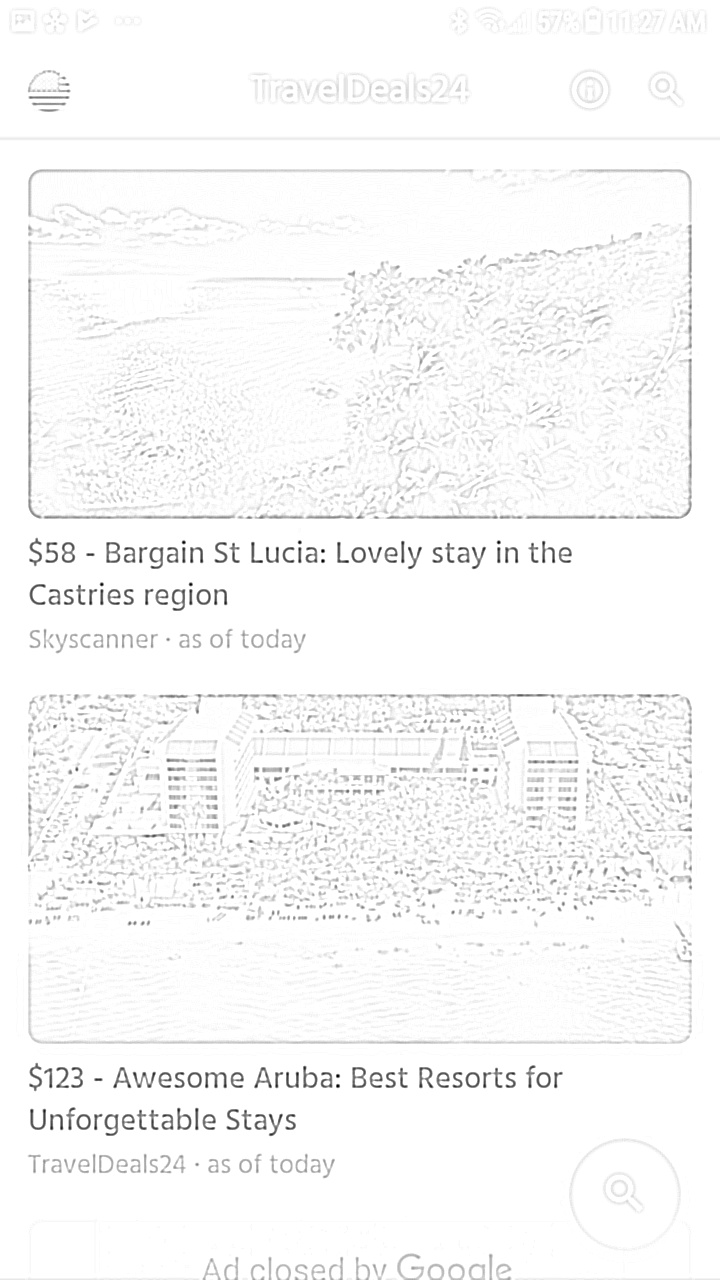 57% 11:27 AM
TravelDeals24
$58 - Bargain St Lucia: Lovely stay in the
Castries region
Skyscanner · as of today
$123 - Awesome Aruba: Best Resorts for
Unforgettable Stays
TravelDeals24 · as of today
Ad closed by Google